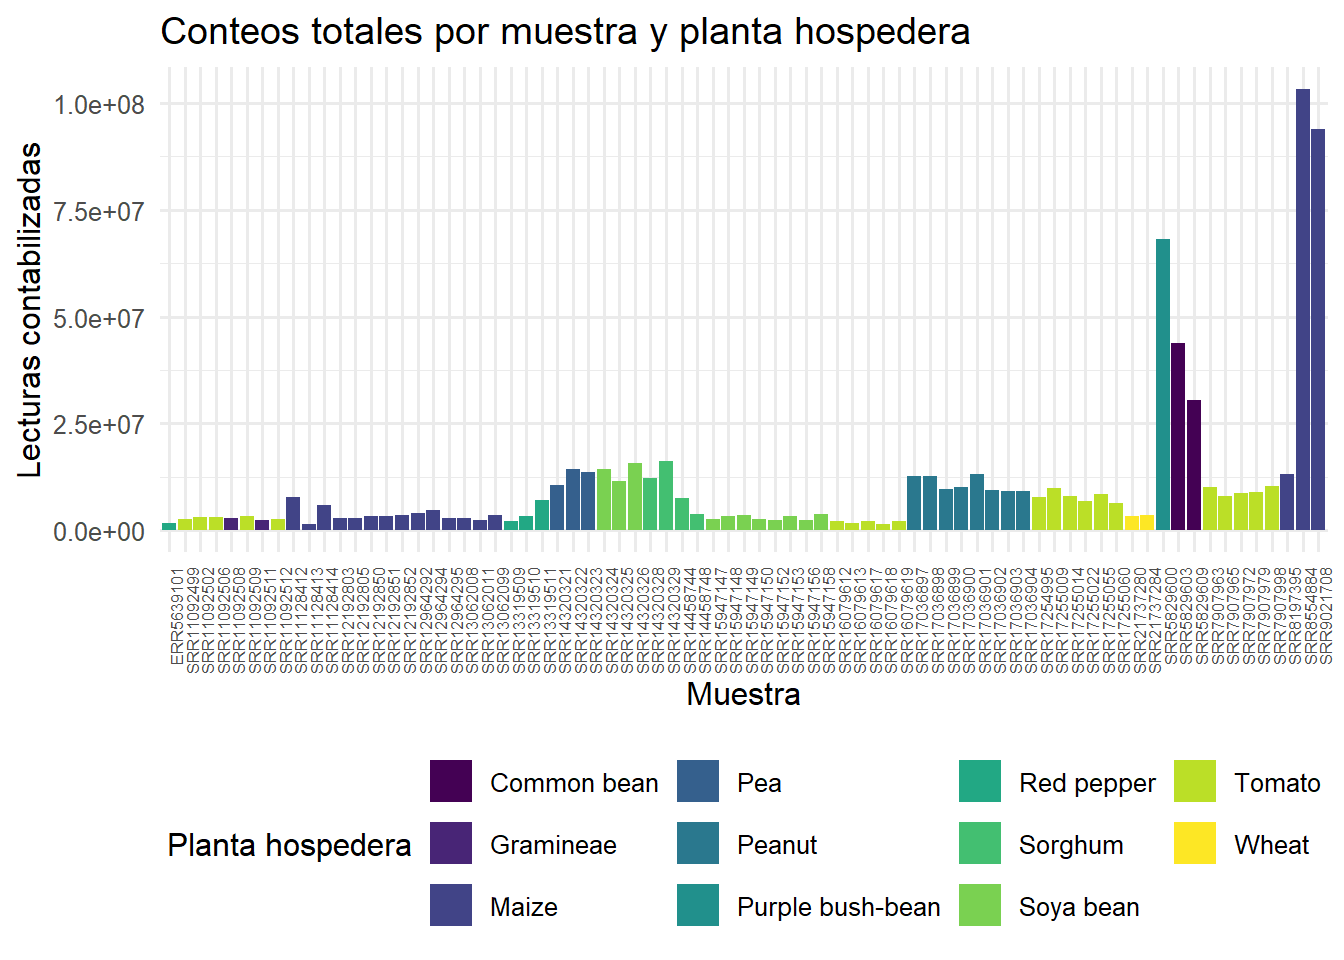 Conteos totales por muestra y planta hospedera
Lecturas contabilizadas
1.0e+08
7.5e+07
5.0e+07
2.5e+07
0.0e+00
ERR5639101
SRR11092499
SRR11092502
SRR11092506
SRR11092508
SRR11092509
SRR11092511
SRR11092512
SRR11128412
SRR11128413
SRR11128414
SRR12192803
SRR12192805
SRR12192850
SRR12192851
SRR12192852
SRR12964292
SRR12964294
SRR12964295
SRR13062008
SRR13062011
SRR13062099
SRR13319509
SRR13319510
SRR13319511
SRR14320321
SRR14320322
SRR14320323
SRR14320324
SRR14320325
SRR14320326
SRR14320328
SRR14320329
SRR14458744
SRR14458748
SRR15947147
SRR15947148
SRR15947149
SRR15947150
SRR15947152
SRR15947153
SRR15947156
SRR15947158
SRR16079612
SRR16079613
SRR16079617
SRR16079618
SRR16079619
SRR17036897
SRR17036898
SRR17036899
SRR17036900
SRR17036901
SRR17036902
SRR17036903
SRR17036904
SRR17254995
SRR17255009
SRR17255014
SRR17255022
SRR17255055
SRR17255060
SRR21737280
SRR21737284
SRR5829600
SRR5829603
SRR5829609
SRR7907963
SRR7907965
SRR7907972
SRR7907979
SRR7907998
SRR8197395
SRR8554884
SRR9021708
Muestra
Planta hospedera
Common bean
Gramineae
Maize
Pea
Peanut
Purple bush-bean
Red pepper
Sorghum
Soya bean
Tomato
Wheat